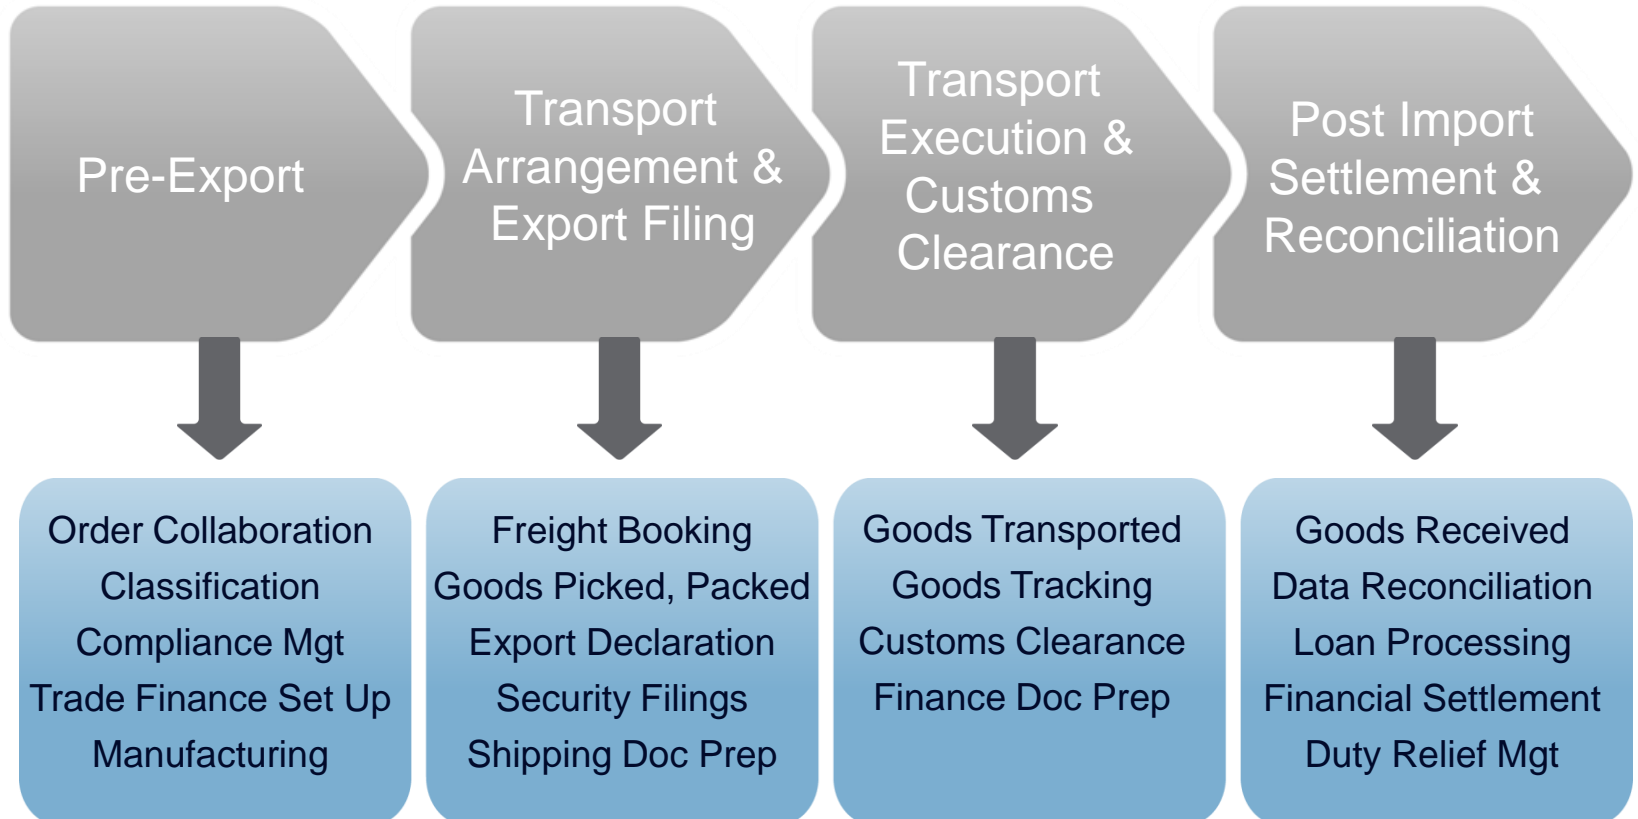 Pre-Export
Transport
Arrangement &
Export Filing
Transport
Execution &
Customs
Clearance
Post Import
Settlement &
Reconciliation
Order Collaboration
Classification
Compliance Mgt
Trade Finance Set Up
Manufacturing
Freight Booking
Goods Picked, Packed
Export Declaration
Security Filings
Shipping Doc Prep
Goods Transported
Goods Tracking
Customs Clearance
Finance Doc Prep
Goods Received
Data Reconciliation
Loan Processing
Financial Settlement
Duty Relief Mgt